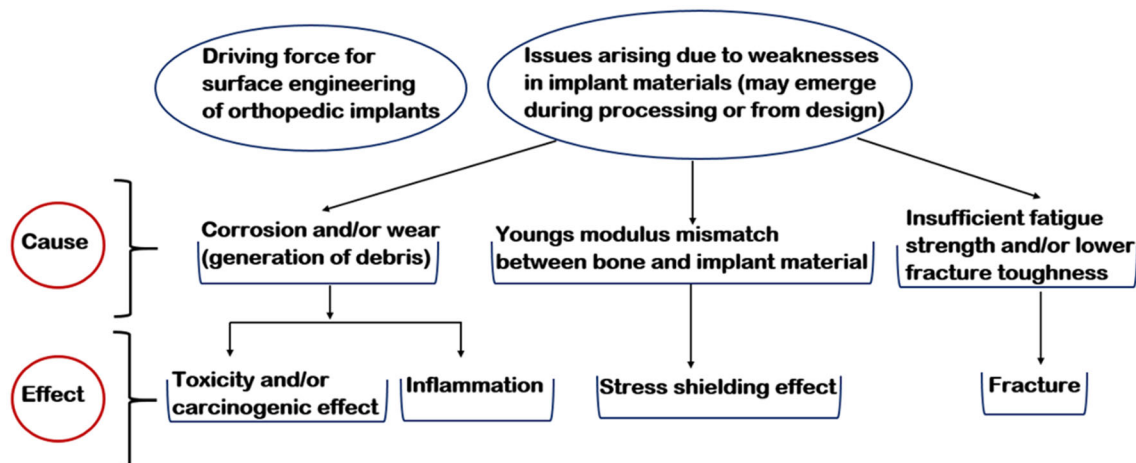 Driving force for
surface engineering
of orthopedic implants
Issues arising due to weaknesses
in implant materials (may emerge
during processing or from design)
Cause
Corrosion and/or wear
(generation of debris)
Youngs modulus mismatch
between bone and implant material
Insufficient fatigue
strength and/or lower
fracture toughness
Effect
Toxicity and/or
carcinogenic effect
Inflammation
Stress shielding effect
Fracture